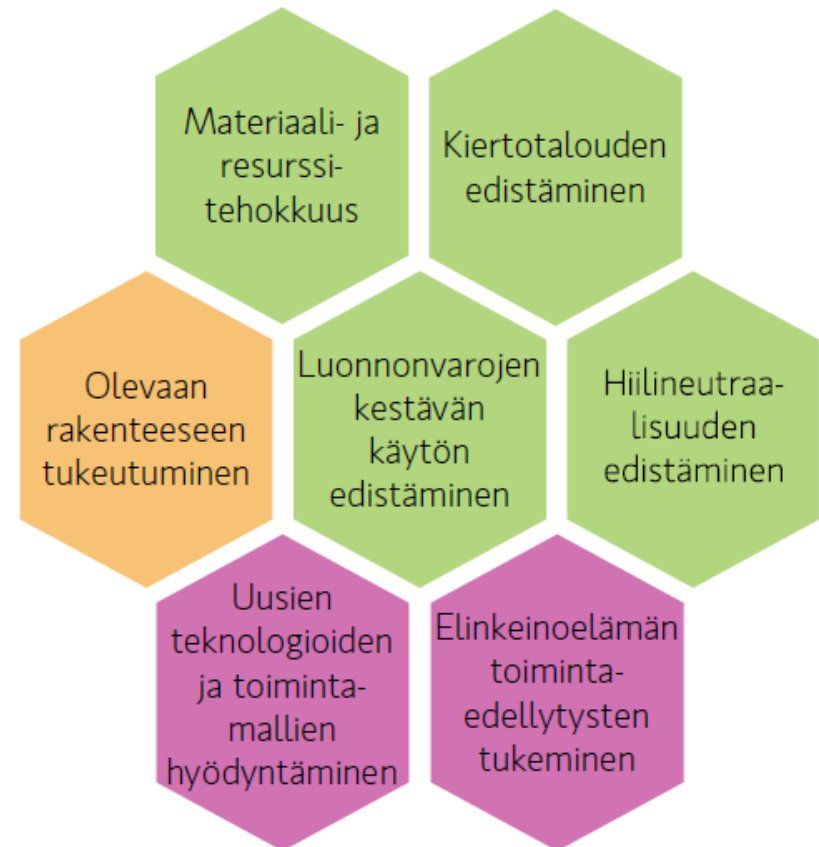 Materiaali- ja
resurssi-
tehokkuus
Kiertotalouden
edistäminen
Olevaan
rakenteeseen
tukeutuminen
Luonnonvarojen
kestävän
käytön
edistäminen
Hiilineutraa-
lisuuden
edistäminen
Uusien
teknologioiden
ja toiminta-
mallien
hyödyntäminen
Elinkeinoelämän
toiminta-
edellytysten
tukeminen